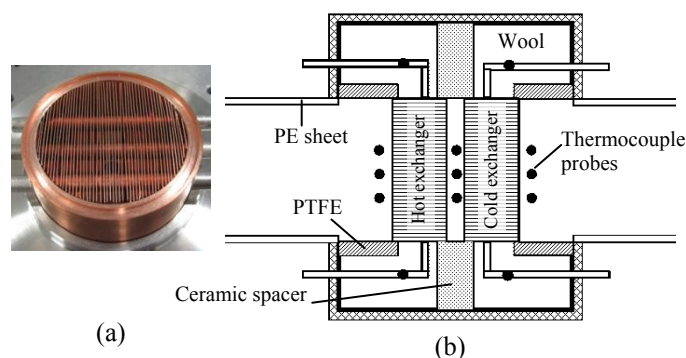 Wool
PE sheet
Hot exchanger
Cold exchanger
Thermocouple
probes
PTFE
Ceramic spacer
(a)
(b)